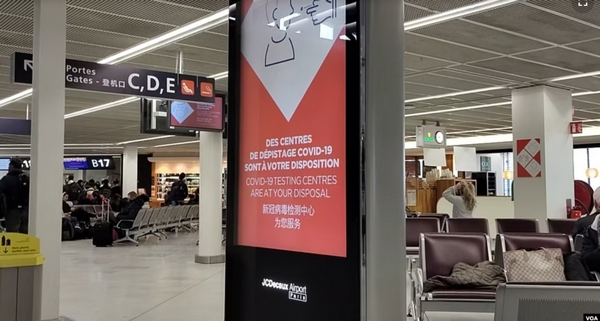 Portes
Gates - 登机口
C,D,E
B17
DES CENTRES
DE DÉPISTAGE COVID-19
SONT À VOTRE DISPOSITION
COVID-19 TESTING CENTRES
ARE AT YOUR DISPOSAL
新冠病毒检测中心
为您服务
JCDecaux Airport
Paris
VOA